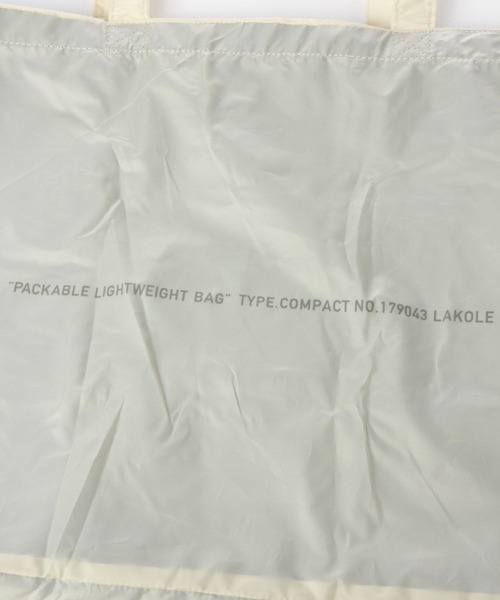 "PACKABLE LIGHTWEIGHT BAG" TYPE.COMPACT NO.179043 LAKOLE